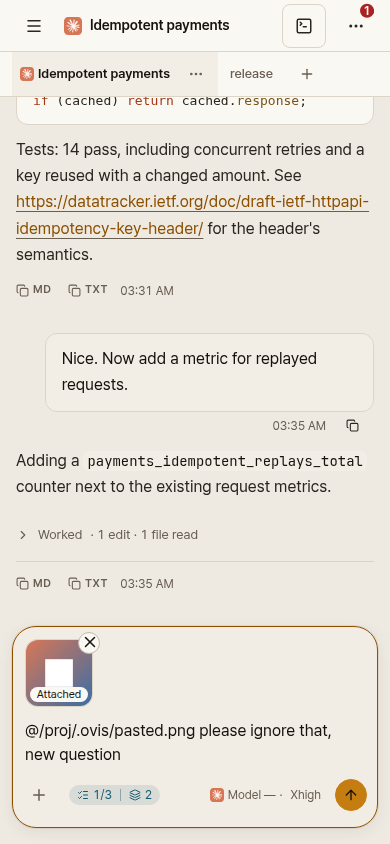 Idempotent payments
1
Idempotent payments
release
if (cached) return cached.response;
Tests: 14 pass, including concurrent retries and a
key reused with a changed amount. See
https://datatracker.ietf.org/doc/draft-ietf-httpapi-
idempotency-key-header/ for the header's
semantics.
MD TXT 03:31 AM
Nice. Now add a metric for replayed
requests.
03:35 AM
Adding a payments_idempotent_replays_total
counter next to the existing request metrics.
Worked · 1 edit · 1 file read
MD TXT 03:35 AM
Attached
@/proj/.ovis/pasted.png please ignore that,
new question
1/3 2 Model — · Xhigh